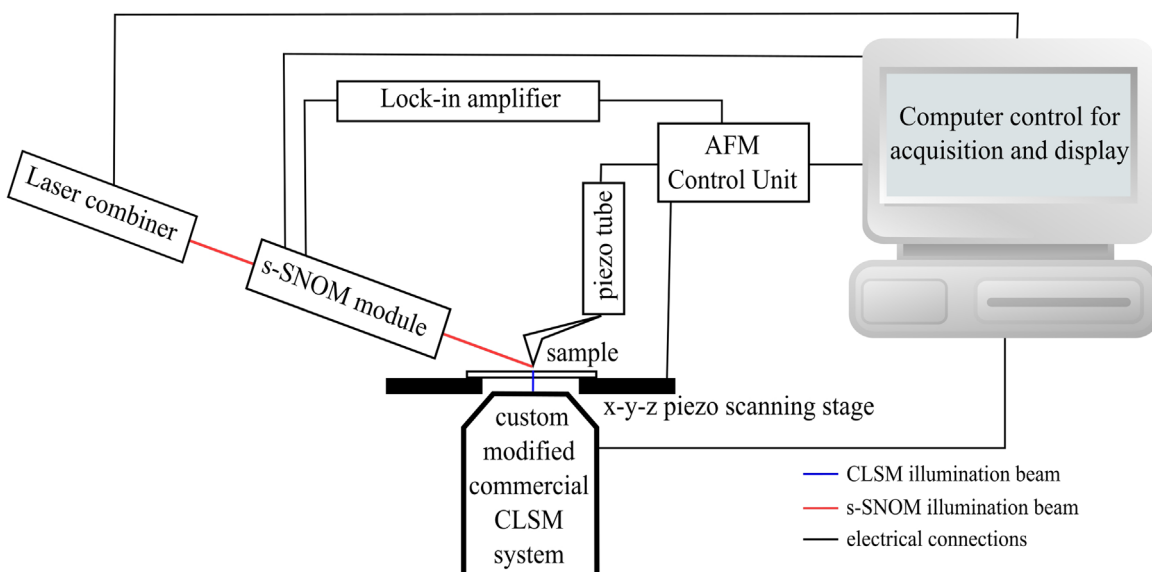 Lock-in amplifier
Computer control for
acquisition and display
AFM
Control Unit
Laser combiner
s-SNOM module
piezo tube
sample
x-y-z piezo scanning stage
custom
modified
commercial
CLSM
system
CLSM illumination beam
s-SNOM illumination beam
electrical connections